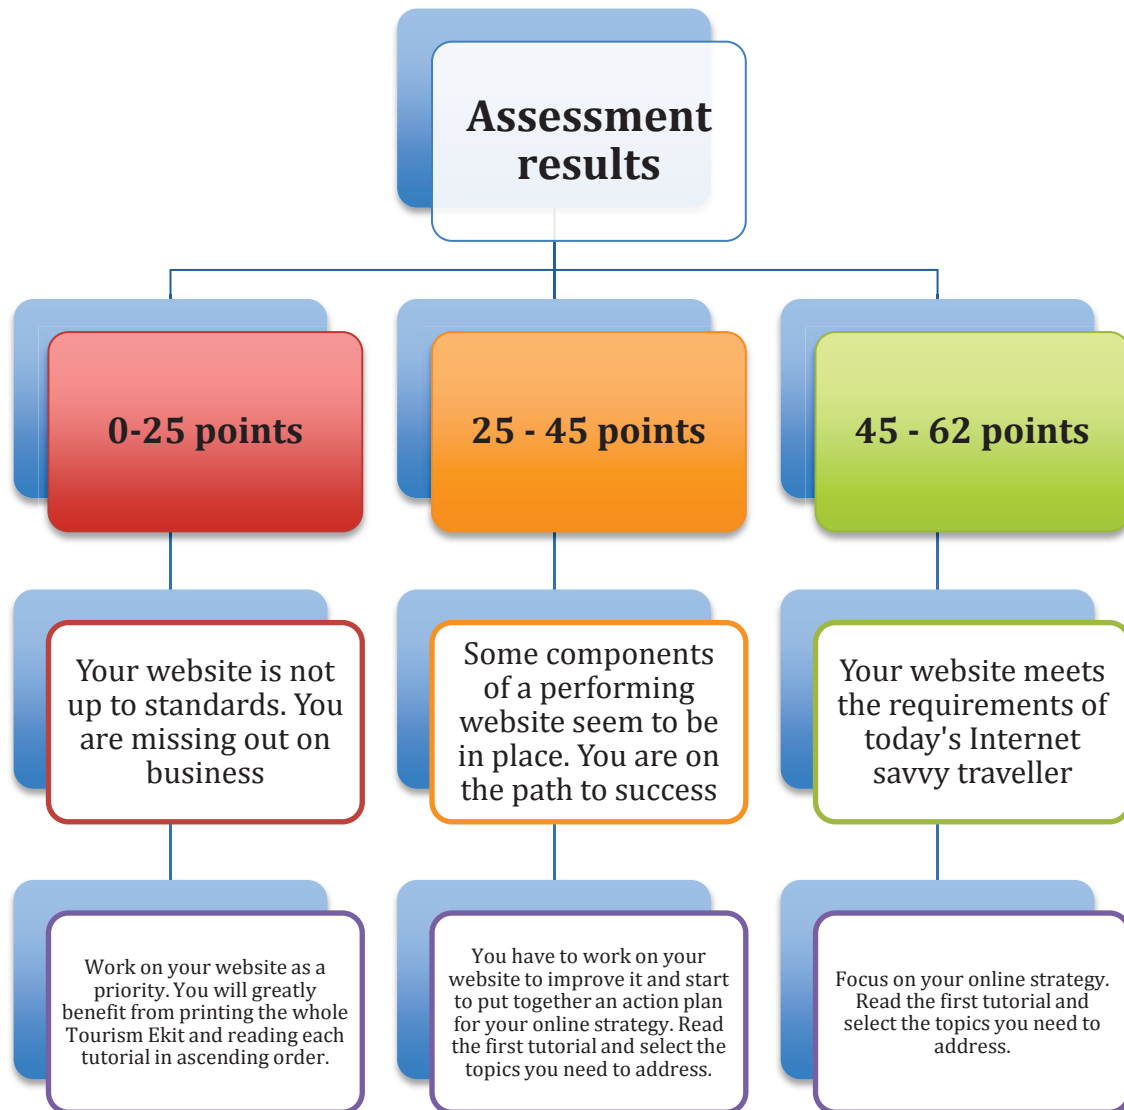 Assessment
results
0-25 points
25 - 45 points
45 - 62 points
Your website is not
up to standards. You
are missing out on
business
Some components
of a performing
website seem to be
in place. You are on
the path to success
Your website meets
the requirements of
today's Internet
savvy traveller
Work on your website as a
priority. You will greatly
benefit from printing the whole
Tourism Ekit and reading each
tutorial in ascending order.
You have to work on your
website to improve it and start
to put together an action plan
for your online strategy. Read
the first tutorial and select the
topics you need to address.
Focus on your online strategy.
Read the first tutorial and
select the topics you need to
address.